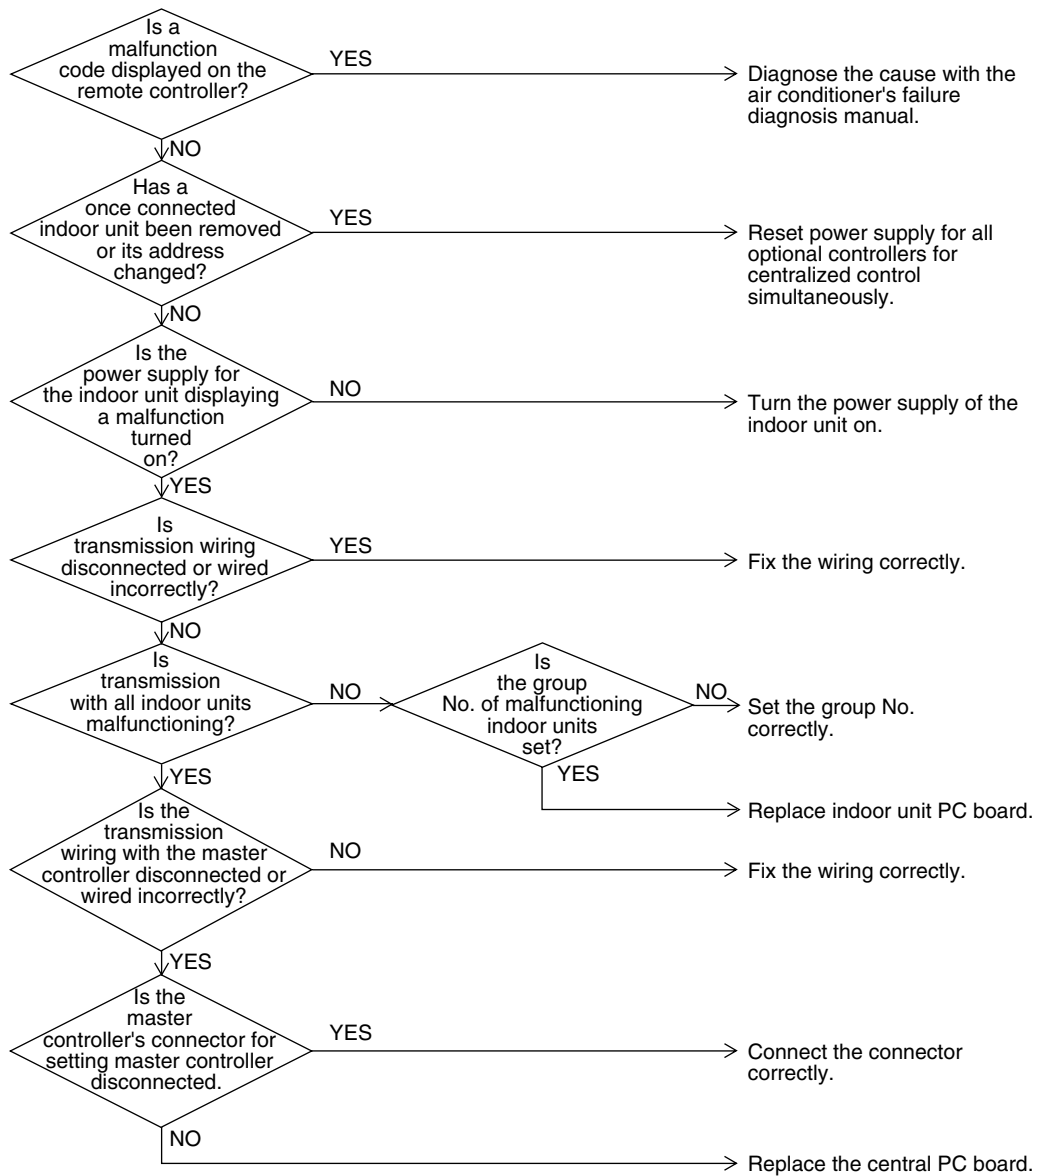 Is a
malfunction
code displayed on the
remote controller?
YES
Diagnose the cause with the
air conditioner's failure
diagnosis manual.
NO
Has a
once connected
indoor unit been removed
or its address
changed?
YES
Reset power supply for all
optional controllers for
centralized control
simultaneously.
NO
Is the
power supply for
the indoor unit displaying
a malfunction
turned
on?
NO
Turn the power supply of the
indoor unit on.
YES
Is
transmission wiring
disconnected or wired
incorrectly?
YES
Fix the wiring correctly.
NO
Is
transmission
with all indoor units
malfunctioning?
NO
Is
the group
No. of malfunctioning
indoor units
set?
NO
Set the group No.
correctly.
YES
Replace indoor unit PC board.
YES
Is the
transmission
wiring with the master
controller disconnected or
wired incorrectly?
NO
Fix the wiring correctly.
YES
Is the
master
controller's connector for
setting master controller
disconnected.
YES
Connect the connector
correctly.
NO
Replace the central PC board.